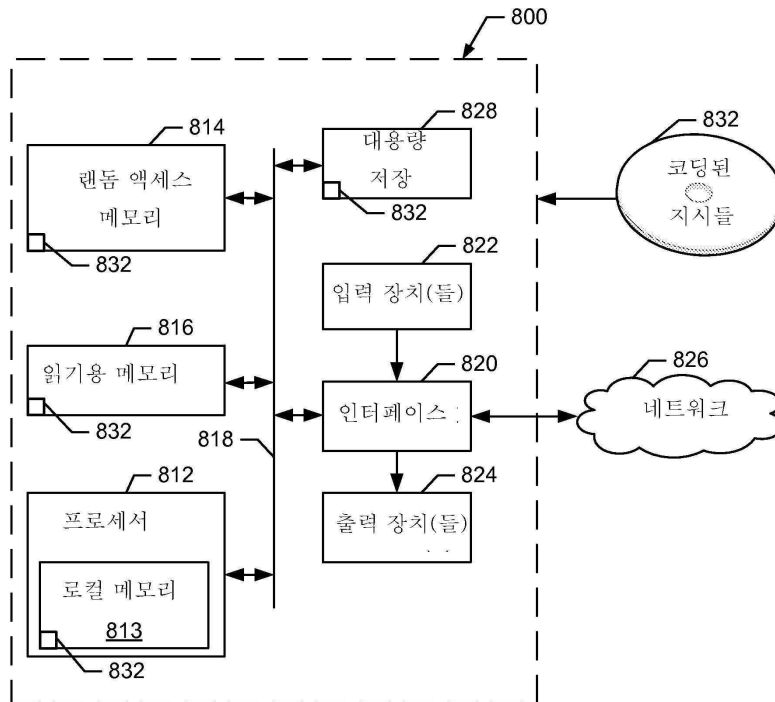 800
814
랜덤 액세스
메모리
832
828
대용량
저장
832
832
코딩된
지시들
822
입력 장치(들)
816
읽기용 메모리
832
820
인터페이스
826
네트워크
818
812
프로세서
로컬 메모리
813
832
824
출력 장치(들)